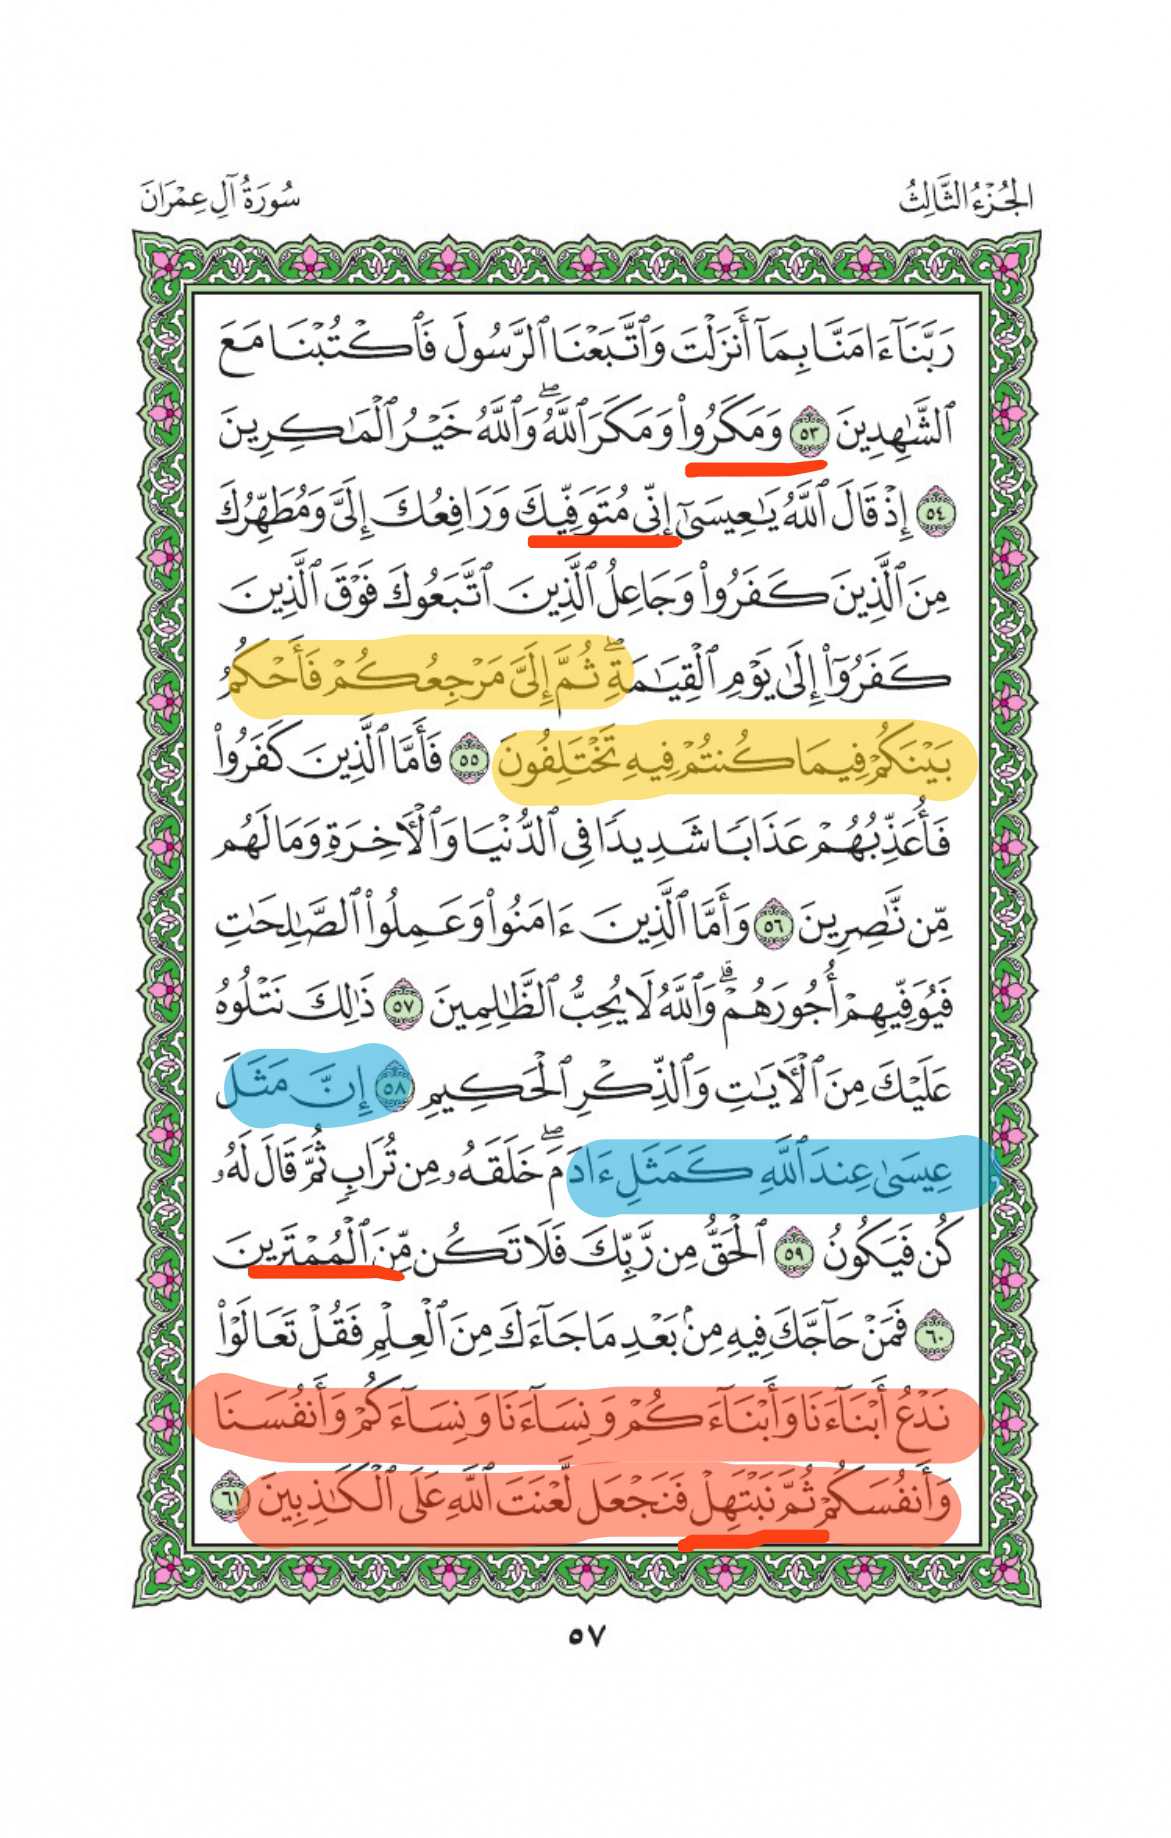 الجُزْءُ الثَّالِثُ
سُورَةُ آلِ عِمْرَانَ
رَبَّنَآ ءَامَنَّا بِمَآ أَنزَلْتَ وَٱتَّبَعْنَا ٱلرَّسُولَ فَٱكْتُبْنَا مَعَ
ٱلشَّٰهِدِينَ ٥٣ وَمَكَرُوا۟ وَمَكَرَ ٱللَّهُۖ وَٱللَّهُ خَيْرُ ٱلْمَٰكِرِينَ
٥٤ إِذْ قَالَ ٱللَّهُ يَٰعِيسَىٰٓ إِنِّى مُتَوَفِّيكَ وَرَافِعُكَ إِلَىَّ وَمُطَهِّرُكَ
مِنَ ٱلَّذِينَ كَفَرُوا۟ وَجَاعِلُ ٱلَّذِينَ ٱتَّبَعُوكَ فَوْقَ ٱلَّذِينَ
كَفَرُوٓا۟ إِلَىٰ يَوْمِ ٱلْقِيَٰمَةِۖ ثُمَّ إِلَىَّ مَرْجِعُكُمْ فَأَحْكُمُ
بَيْنَكُمْ فِيمَا كُنتُمْ فِيهِ تَخْتَلِفُونَ ٥٥ فَأَمَّا ٱلَّذِينَ كَفَرُوا۟
فَأُعَذِّبُهُمْ عَذَابًا شَدِيدًا فِى ٱلدُّنْيَا وَٱلْـَٔاخِرَةِ وَمَا لَهُم
مِّن نَّٰصِرِينَ ٥٦ وَأَمَّا ٱلَّذِينَ ءَامَنُوا۟ وَعَمِلُوا۟ ٱلصَّٰلِحَٰتِ
فَيُوَفِّيهِمْ أُجُورَهُمْۗ وَٱللَّهُ لَا يُحِبُّ ٱلظَّٰلِمِينَ ٥٧ ذَٰلِكَ نَتْلُوهُ
عَلَيْكَ مِنَ ٱلْـَٔايَٰتِ وَٱلذِّكْرِ ٱلْحَكِيمِ ٥٨ إِنَّ مَثَلَ
عِيسَىٰ عِندَ ٱللَّهِ كَمَثَلِ ءَادَمَۖ خَلَقَهُۥ مِن تُرَابٍ ثُمَّ قَالَ لَهُۥ
كُن فَيَكُونُ ٥٩ ٱلْحَقُّ مِن رَّبِّكَ فَلَا تَكُن مِّنَ ٱلْمُمْتَرِينَ
٦٠ فَمَنْ حَآجَّكَ فِيهِ مِنۢ بَعْدِ مَا جَآءَكَ مِنَ ٱلْعِلْمِ فَقُلْ تَعَالَوْا۟
نَدْعُ أَبْنَآءَنَا وَأَبْنَآءَكُمْ وَنِسَآءَنَا وَنِسَآءَكُمْ وَأَنفُسَنَا
وَأَنفُسَكُمْ ثُمَّ نَبْتَهِلْ فَنَجْعَل لَّعْنَتَ ٱللَّهِ عَلَى ٱلْكَٰذِبِينَ ٦١
٥٧